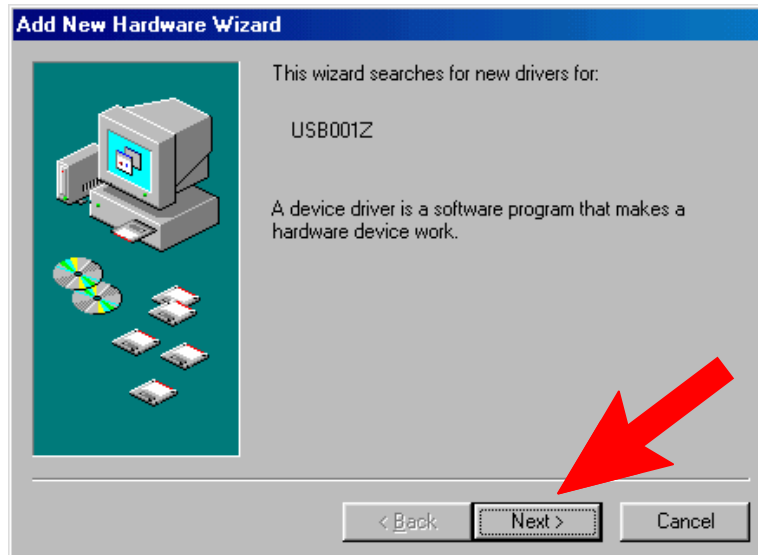 Add New Hardware Wizard
This wizard searches for new drivers for:
USB001Z
A device driver is a software program that makes a
hardware device work.
< Back
Next >
Cancel